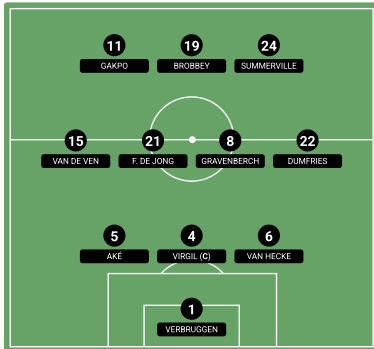 11 19 24
GAKPO BROBBEY SUMMERVILLE
15 21 8 22
VAN DE VEN F. DE JONG GRAVENBERCH DUMFRIES
5 4 6
AKÉ VIRGIL (C) VAN HECKE
1
VERBRUGGEN